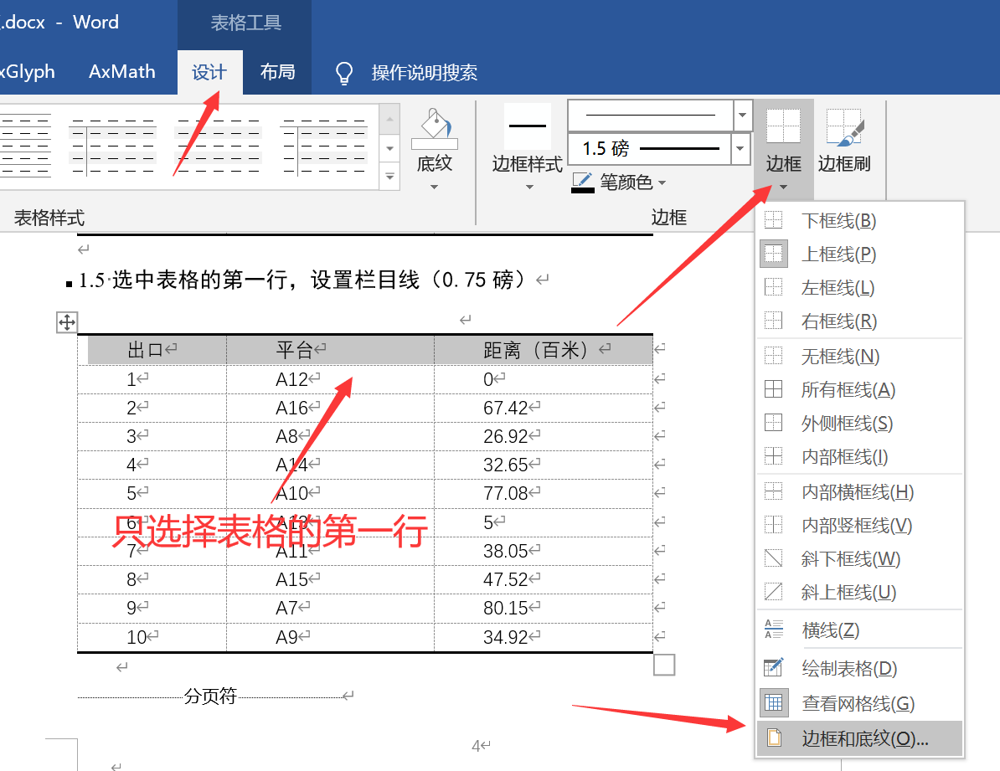 .docx - Word
表格工具
xGlyph
AxMath
设计
布局
操作说明搜索
底纹
边框样式
1.5 磅
笔颜色
边框
边框刷
表格样式
边框
1.5 选中表格的第一行，设置栏目线（0.75 磅）
出口 平台 距离（百米）
1 A12 0
2 A16 67.42
3 A8 26.92
4 A14 32.65
5 A10 77.08
6 A13 5
只选择表格的第一行
7 A11 38.05
8 A15 47.52
9 A7 80.15
10 A9 34.92
分页符
4
下框线(B)
上框线(P)
左框线(L)
右框线(R)
无框线(N)
所有框线(A)
外侧框线(S)
内部框线(I)
内部横框线(H)
内部竖框线(V)
斜下框线(W)
斜上框线(U)
横线(Z)
绘制表格(D)
查看网格线(G)
边框和底纹(O)...